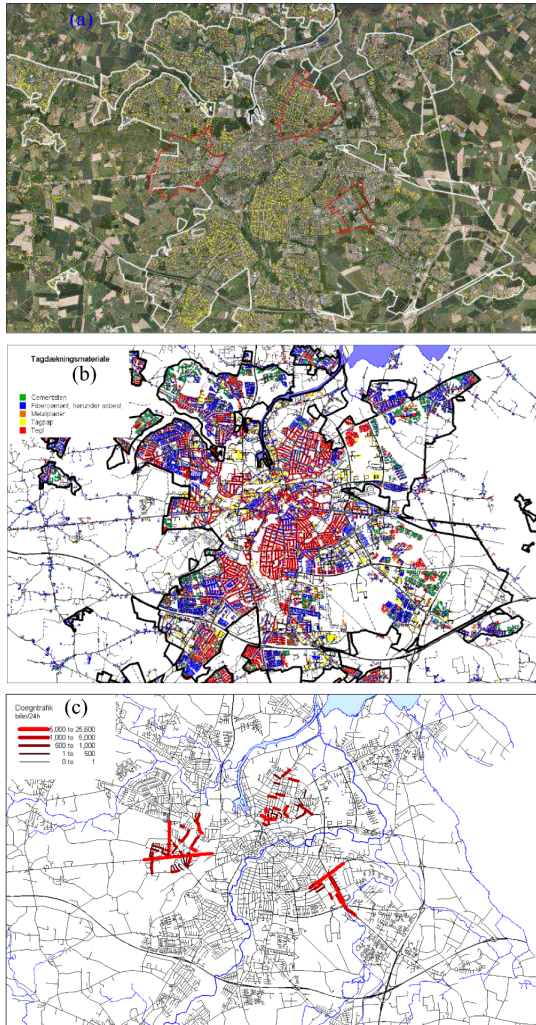 (a)
Tagdækningsmateriale
(b)
Cementsten
Fibercement, herunder asbest
Metalplader
Tagpap
Tegl
(c)
Doegntrafik
biler/24h
5,000 to 25,600
1,000 to 5,000
500 to 1,000
1 to 500
0 to 1